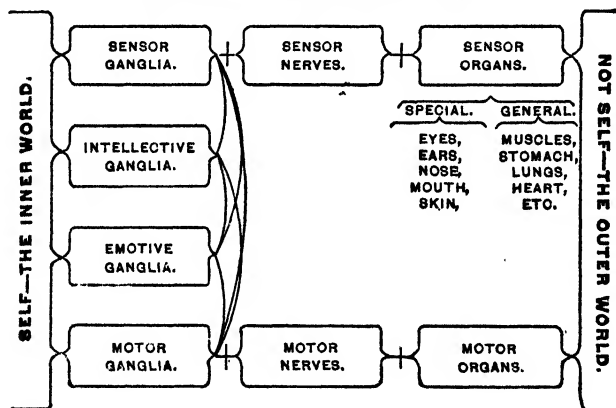 SELF—THE INNER WORLD.
SENSOR
GANGLIA.
SENSOR
NERVES.
SENSOR
ORGANS.
SPECIAL.
EYES,
EARS,
NOSE,
MOUTH,
SKIN,
GENERAL.
MUSCLES,
STOMACH,
LUNGS,
HEART,
ETO.
INTELLECTIVE
GANGLIA.
EMOTIVE
GANGLIA.
MOTOR
GANGLIA.
MOTOR
NERVES.
MOTOR
ORGANS.
NOT SELF—THE OUTER WORLD.